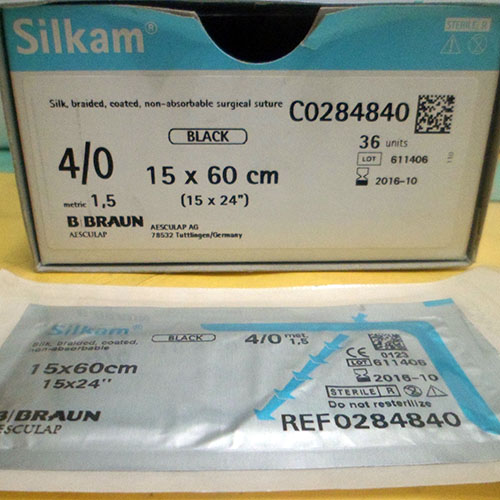 Silkam®
STERILE R
Silk, braided, coated, non-absorbable surgical suture
C0284840
BLACK
36 units
4/0
15 x 60 cm
LOT 611406
metric 1,5
(15 x 24")
2016-10
B|BRAUN
AESCULAP
AESCULAP AG
78532 Tuttlingen/Germany
Silkam®
Silk, braided, coated,
non-absorbable
BLACK
4/0 met. 1,5
15x60cm
15x24"
CE 0123
LOT 611406
2016-10
STERILE R
Do not resterilize
B|BRAUN
AESCULAP
REF0284840